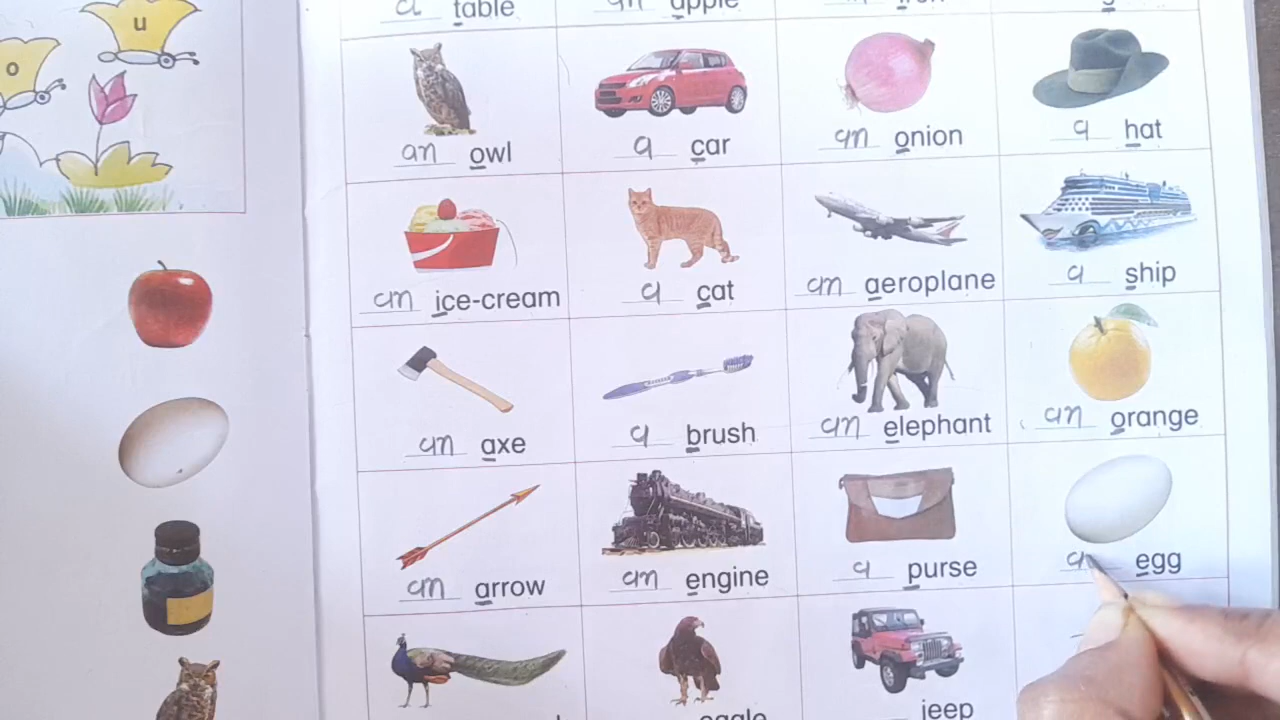 u
o
a table
an apple
an owl
a car
an onion
a hat
an ice-cream
a cat
an aeroplane
a ship
an axe
a brush
an elephant
an orange
an arrow
an engine
a purse
a egg
eagle
jeep